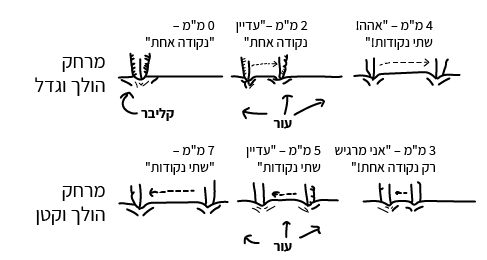 0 מ"מ –
"נקודה אחת"
2 מ"מ –"עדיין
נקודה אחת"
4 מ"מ – "אהה!
שתי נקודות!"
מרחק
הולך וגדל
קליבר
עור
7 מ"מ –
"שתי נקודות"
5 מ"מ – "עדיין
שתי נקודות"
3 מ"מ – "אני מרגיש
רק נקודה אחת!"
מרחק
הולך וקטן
עור